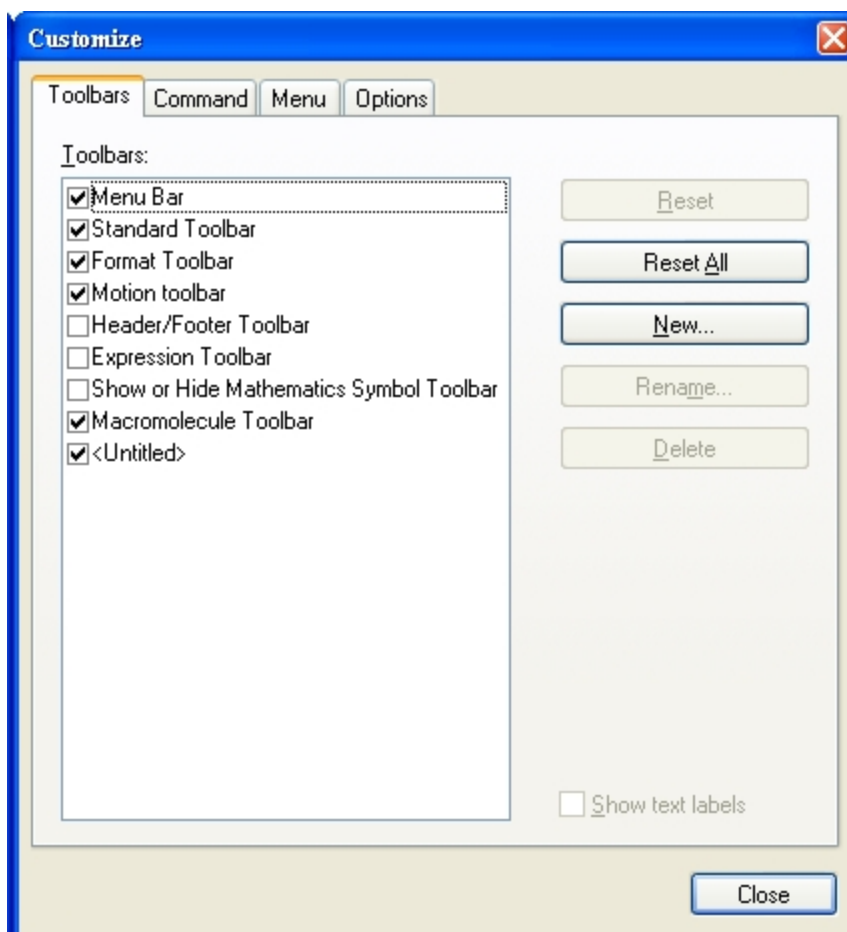 Customize
Toolbars Command Menu Options
Toolbars:
Menu Bar
Standard Toolbar
Format Toolbar
Motion toolbar
Header/Footer Toolbar
Expression Toolbar
Show or Hide Mathematics Symbol Toolbar
Macromolecule Toolbar
<Untitled>
Reset
Reset All
New...
Rename...
Delete
Show text labels
Close